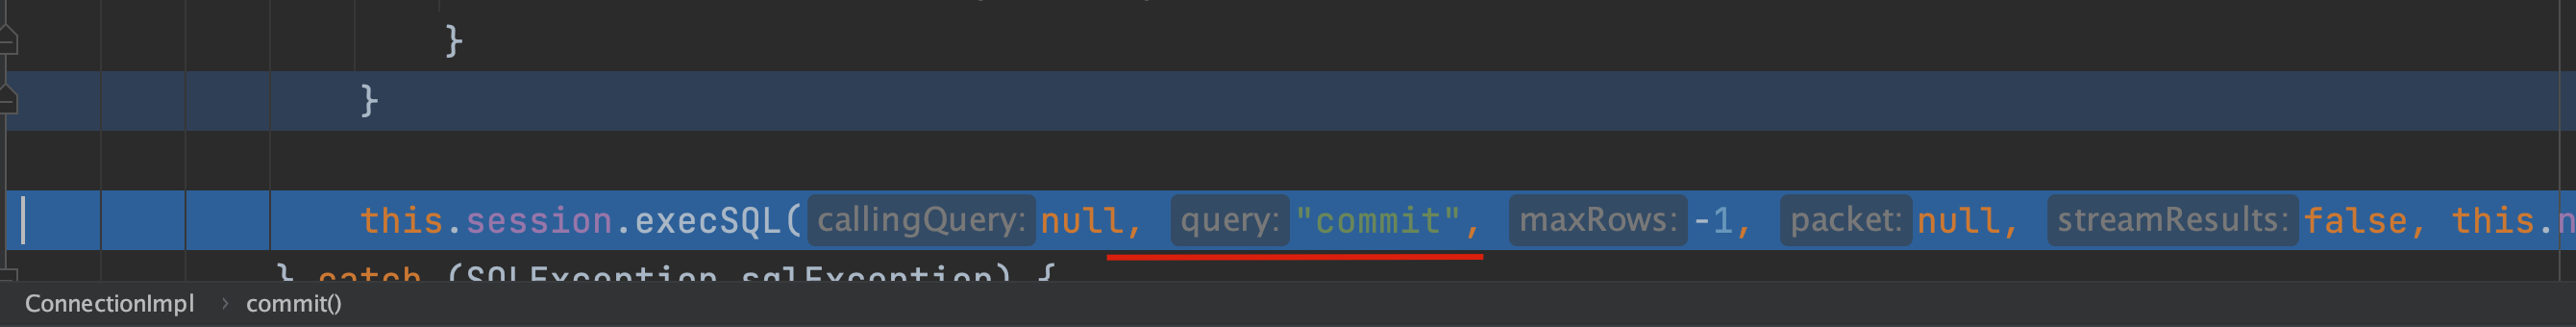 }
}
this.session.execSQL( callingQuery: null, query: "commit", maxRows: -1, packet: null, streamResults: false, this.n
} catch (SQLException sqlException) {
ConnectionImpl › commit()